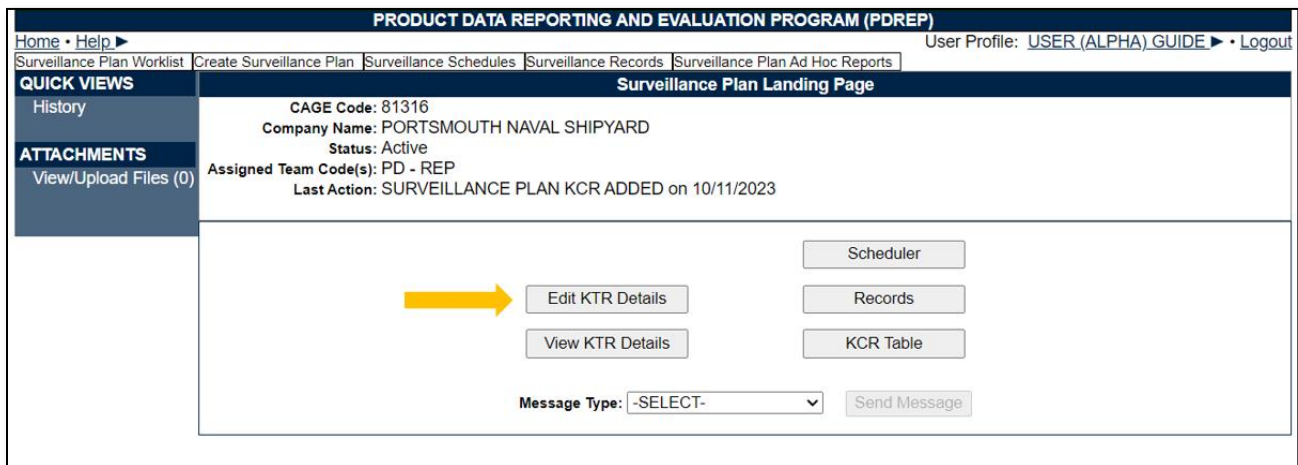 PRODUCT DATA REPORTING AND EVALUATION PROGRAM (PDREP)
Home • Help ▶ User Profile: USER (ALPHA) GUIDE ▶ • Logout
Surveillance Plan Worklist Create Surveillance Plan Surveillance Schedules Surveillance Records Surveillance Plan Ad Hoc Reports
QUICK VIEWS
History
ATTACHMENTS
View/Upload Files (0)
Surveillance Plan Landing Page
CAGE Code: 81316
Company Name: PORTSMOUTH NAVAL SHIPYARD
Status: Active
Assigned Team Code(s): PD - REP
Last Action: SURVEILLANCE PLAN KCR ADDED on 10/11/2023
Scheduler
Edit KTR Details Records
View KTR Details KCR Table
Message Type: -SELECT- Send Message